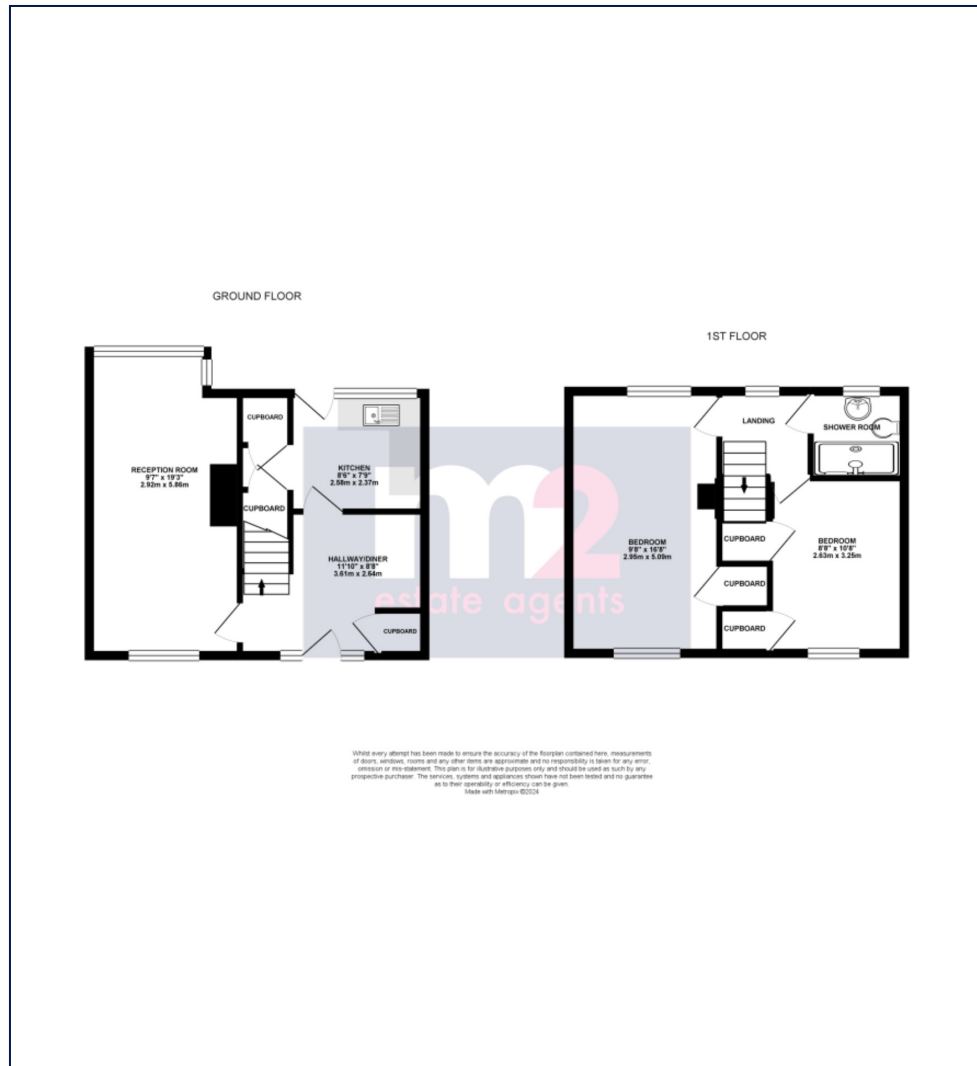 GROUND FLOOR
CUPBOARD
RECEPTION ROOM
9'7" x 19'3"
2.92m x 5.86m
KITCHEN
8'6" x 7'9"
2.58m x 2.37m
CUPBOARD
HALLWAY/DINER
11'10" x 8'8"
3.61m x 2.64m
CUPBOARD
1ST FLOOR
LANDING
SHOWER ROOM
BEDROOM
9'8" x 16'8"
2.95m x 5.09m
CUPBOARD
BEDROOM
8'8" x 10'8"
2.63m x 3.25m
CUPBOARD
CUPBOARD
m2
estate agents
Whilst every attempt has been made to ensure the accuracy of the floorplan contained here, measurements
of doors, windows, rooms and any other items are approximate and no responsibility is taken for any error,
omission or mis-statement. This plan is for illustrative purposes only and should be used as such by any
prospective purchaser. The services, systems and appliances shown have not been tested and no guarantee
as to their operability or efficiency can be given.
Made with Metropix ©2024